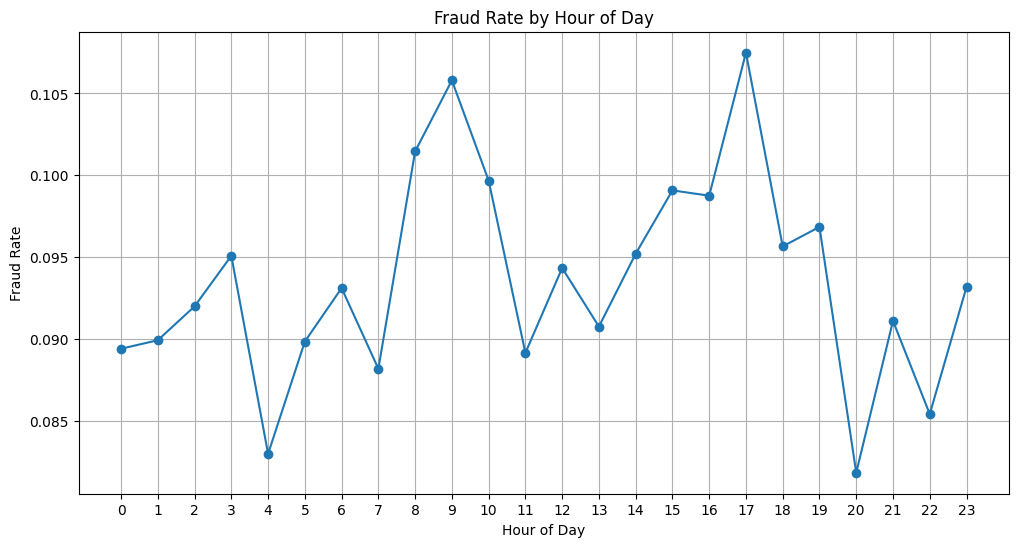 Fraud Rate by Hour of Day
Fraud Rate
0.105
0.100
0.095
0.090
0.085
0 1 2 3 4 5 6 7 8 9 10 11 12 13 14 15 16 17 18 19 20 21 22 23
Hour of Day